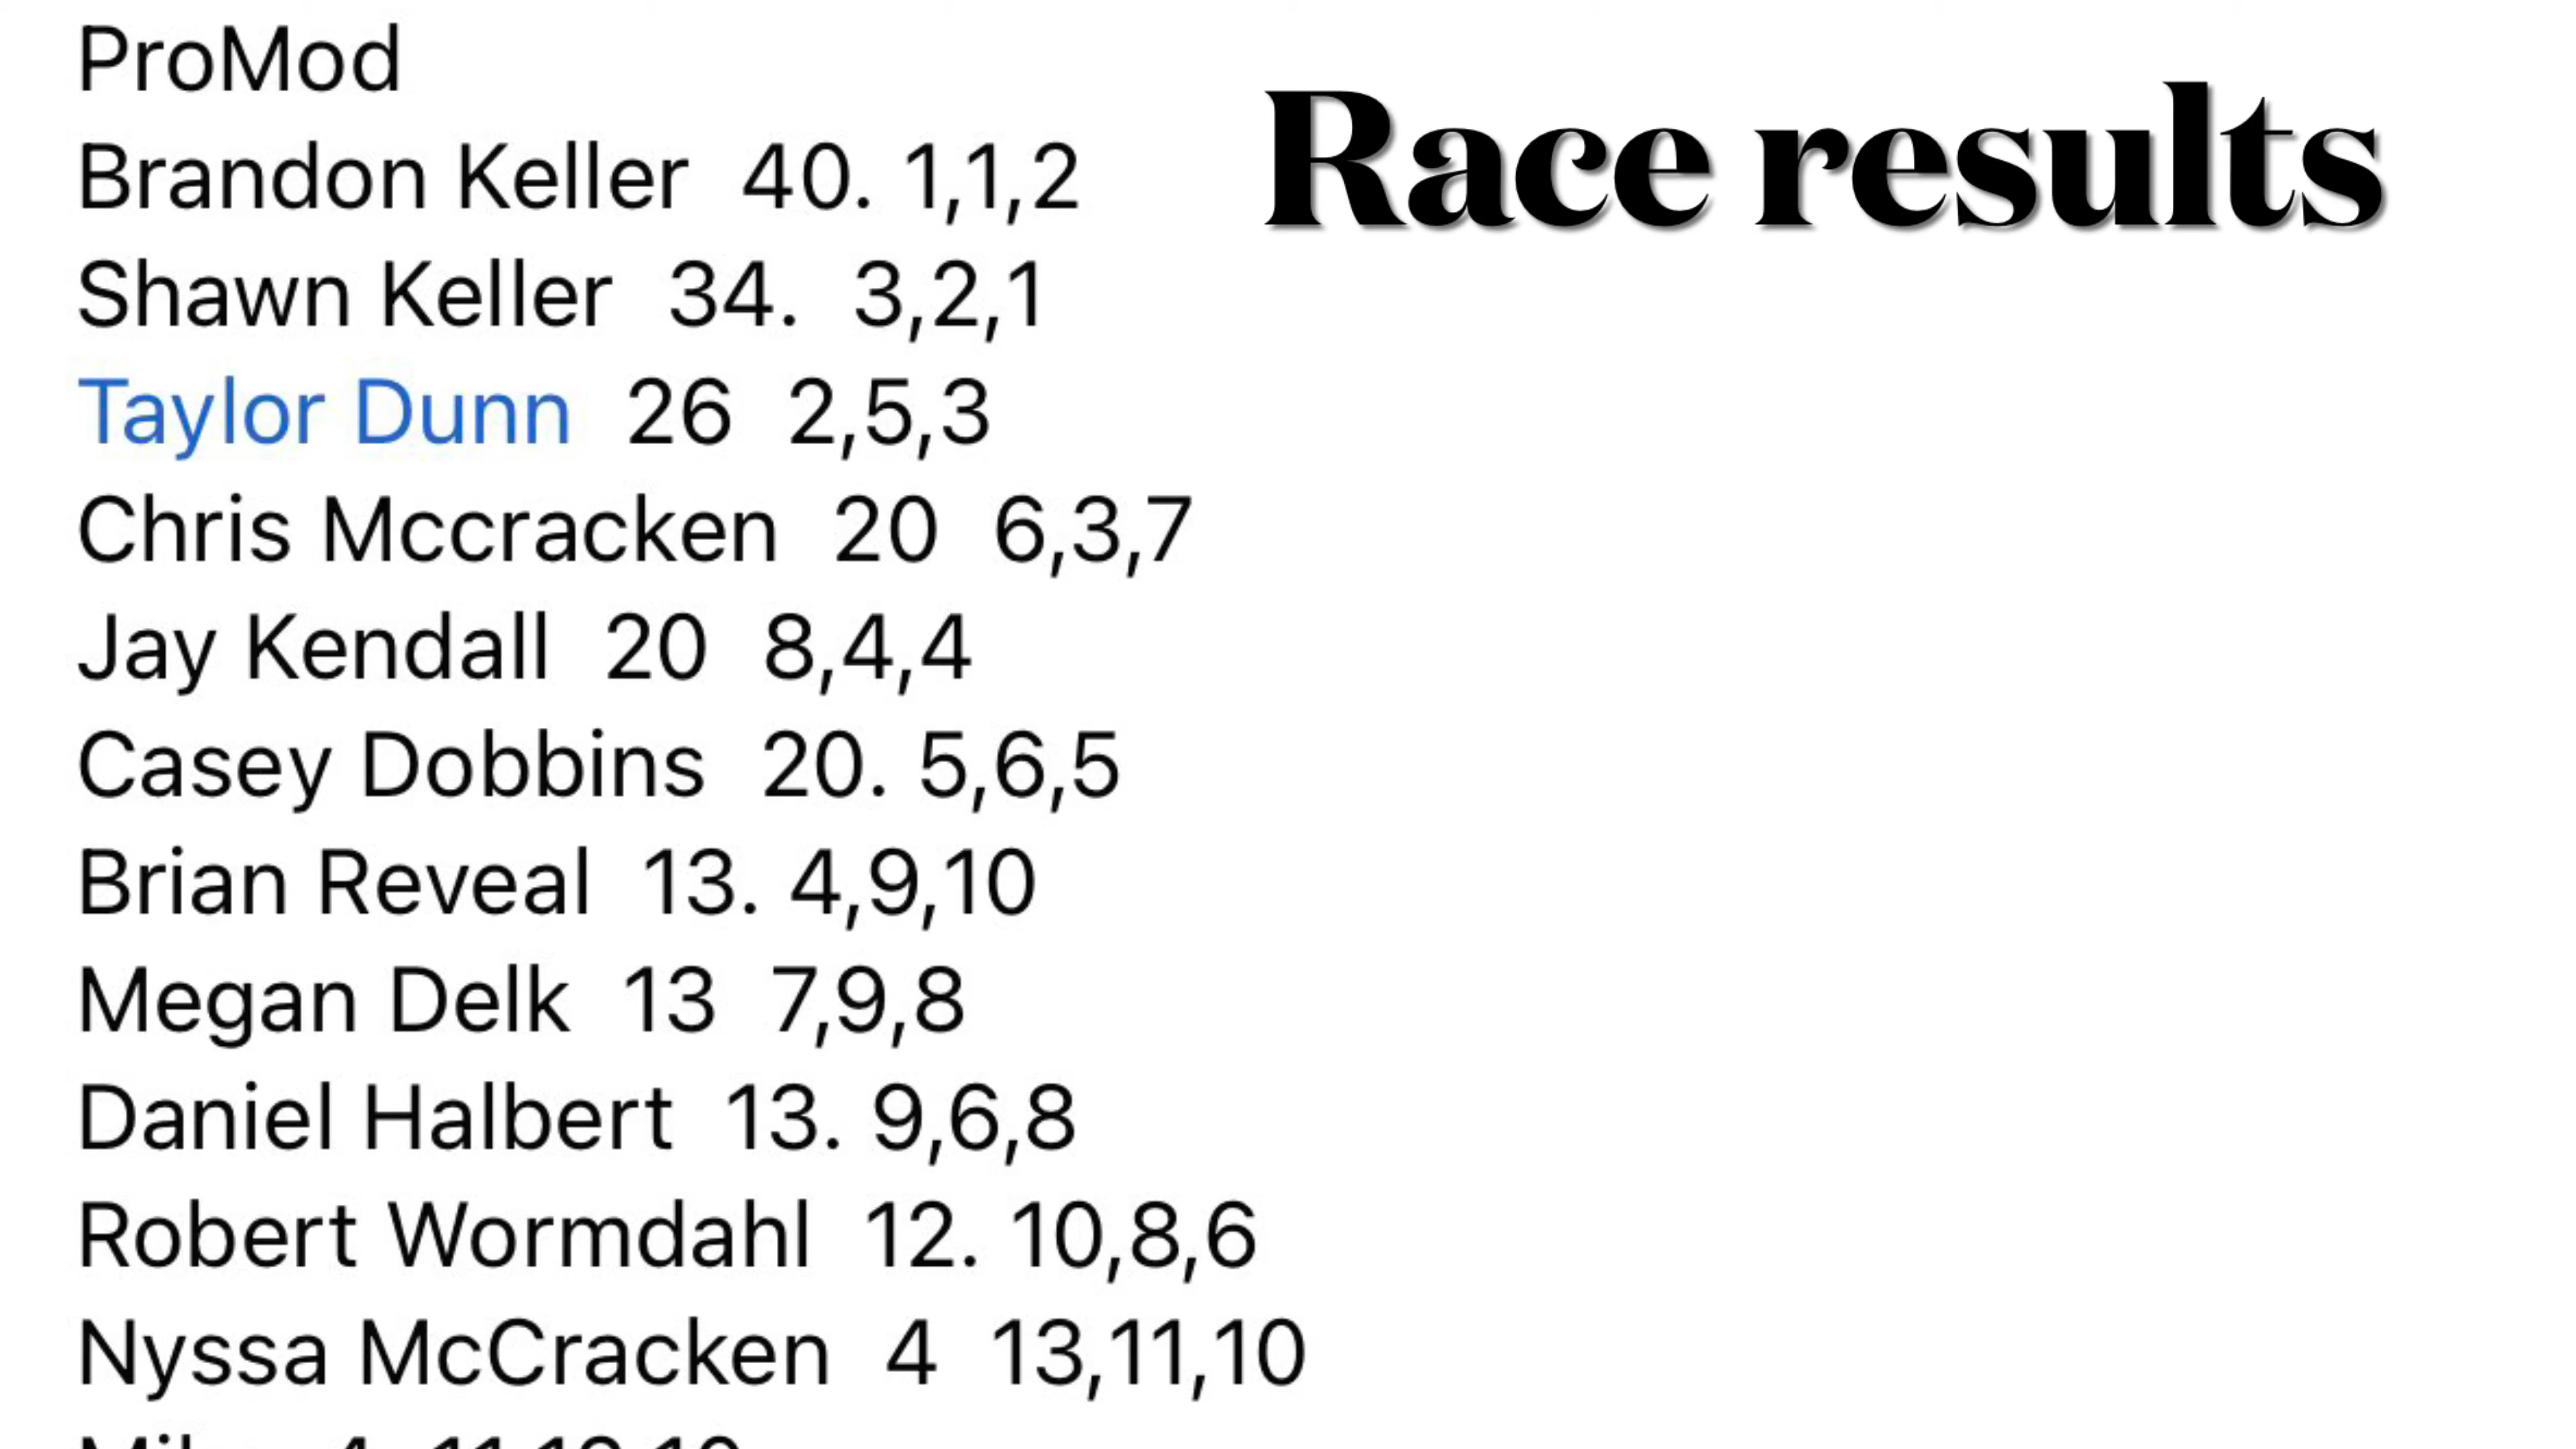 ProMod
Race results
Brandon Keller 40. 1,1,2
Shawn Keller 34. 3,2,1
Taylor Dunn 26 2,5,3
Chris Mccracken 20 6,3,7
Jay Kendall 20 8,4,4
Casey Dobbins 20. 5,6,5
Brian Reveal 13. 4,9,10
Megan Delk 13 7,9,8
Daniel Halbert 13. 9,6,8
Robert Wormdahl 12. 10,8,6
Nyssa McCracken 4 13,11,10